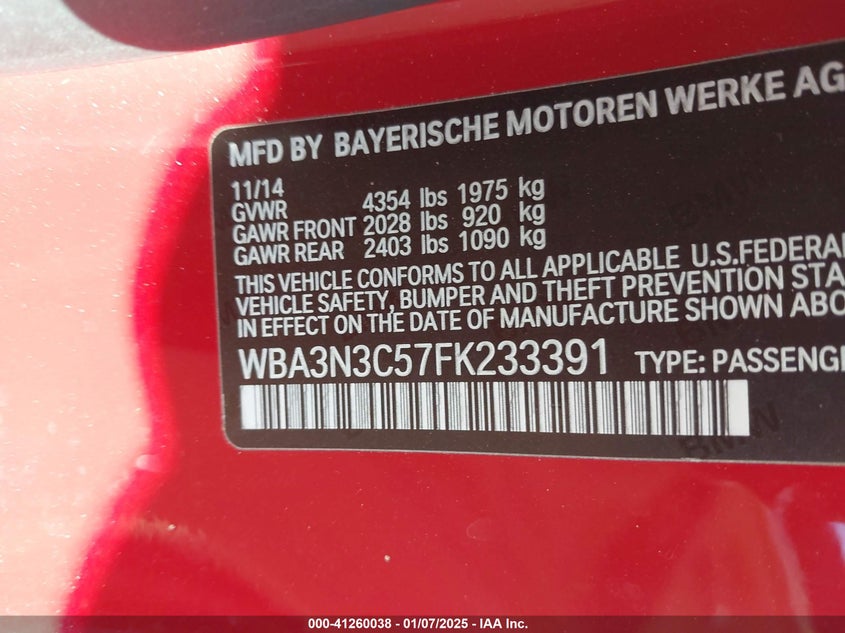 MFD BY BAYERISCHE MOTOREN WERKE AG
11/14
GVWR 4354 lbs 1975 kg
GAWR FRONT 2028 lbs 920 kg
GAWR REAR 2403 lbs 1090 kg
THIS VEHICLE CONFORMS TO ALL APPLICABLE U.S.FEDERAL
VEHICLE SAFETY, BUMPER AND THEFT PREVENTION STA
IN EFFECT ON THE DATE OF MANUFACTURE SHOWN ABO
WBA3N3C57FK233391 TYPE: PASSENGE
BMW
000-41260038 - 01/07/2025 - IAA Inc.